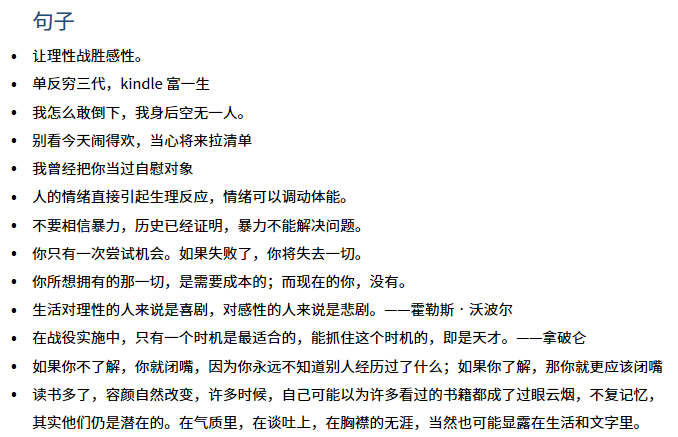 句子
• 让理性战胜感性。
• 单反穷三代，kindle 富一生
• 我怎么敢倒下，我身后空无一人。
• 别看今天闹得欢，当心将来拉清单
• 我曾经把你当过自慰对象
• 人的情绪直接引起生理反应，情绪可以调动体能。
• 不要相信暴力，历史已经证明，暴力不能解决问题。
• 你只有一次尝试机会。如果失败了，你将失去一切。
• 你所想拥有的那一切，是需要成本的；而现在的你，没有。
• 生活对理性的人来说是喜剧，对感性的人来说是悲剧。——霍勒斯·沃波尔
• 在战役实施中，只有一个时机是最适合的，能抓住这个时机的，即是天才。——拿破仑
• 如果你不了解，你就闭嘴，因为你永远不知道别人经历过了什么；如果你了解，那你就更应该闭嘴
• 读书多了，容颜自然改变，许多时候，自己可能以为许多看过的书籍都成了过眼云烟，不复记忆，
其实他们仍是潜在的。在气质里，在谈吐上，在胸襟的无涯，当然也可能显露在生活和文字里。